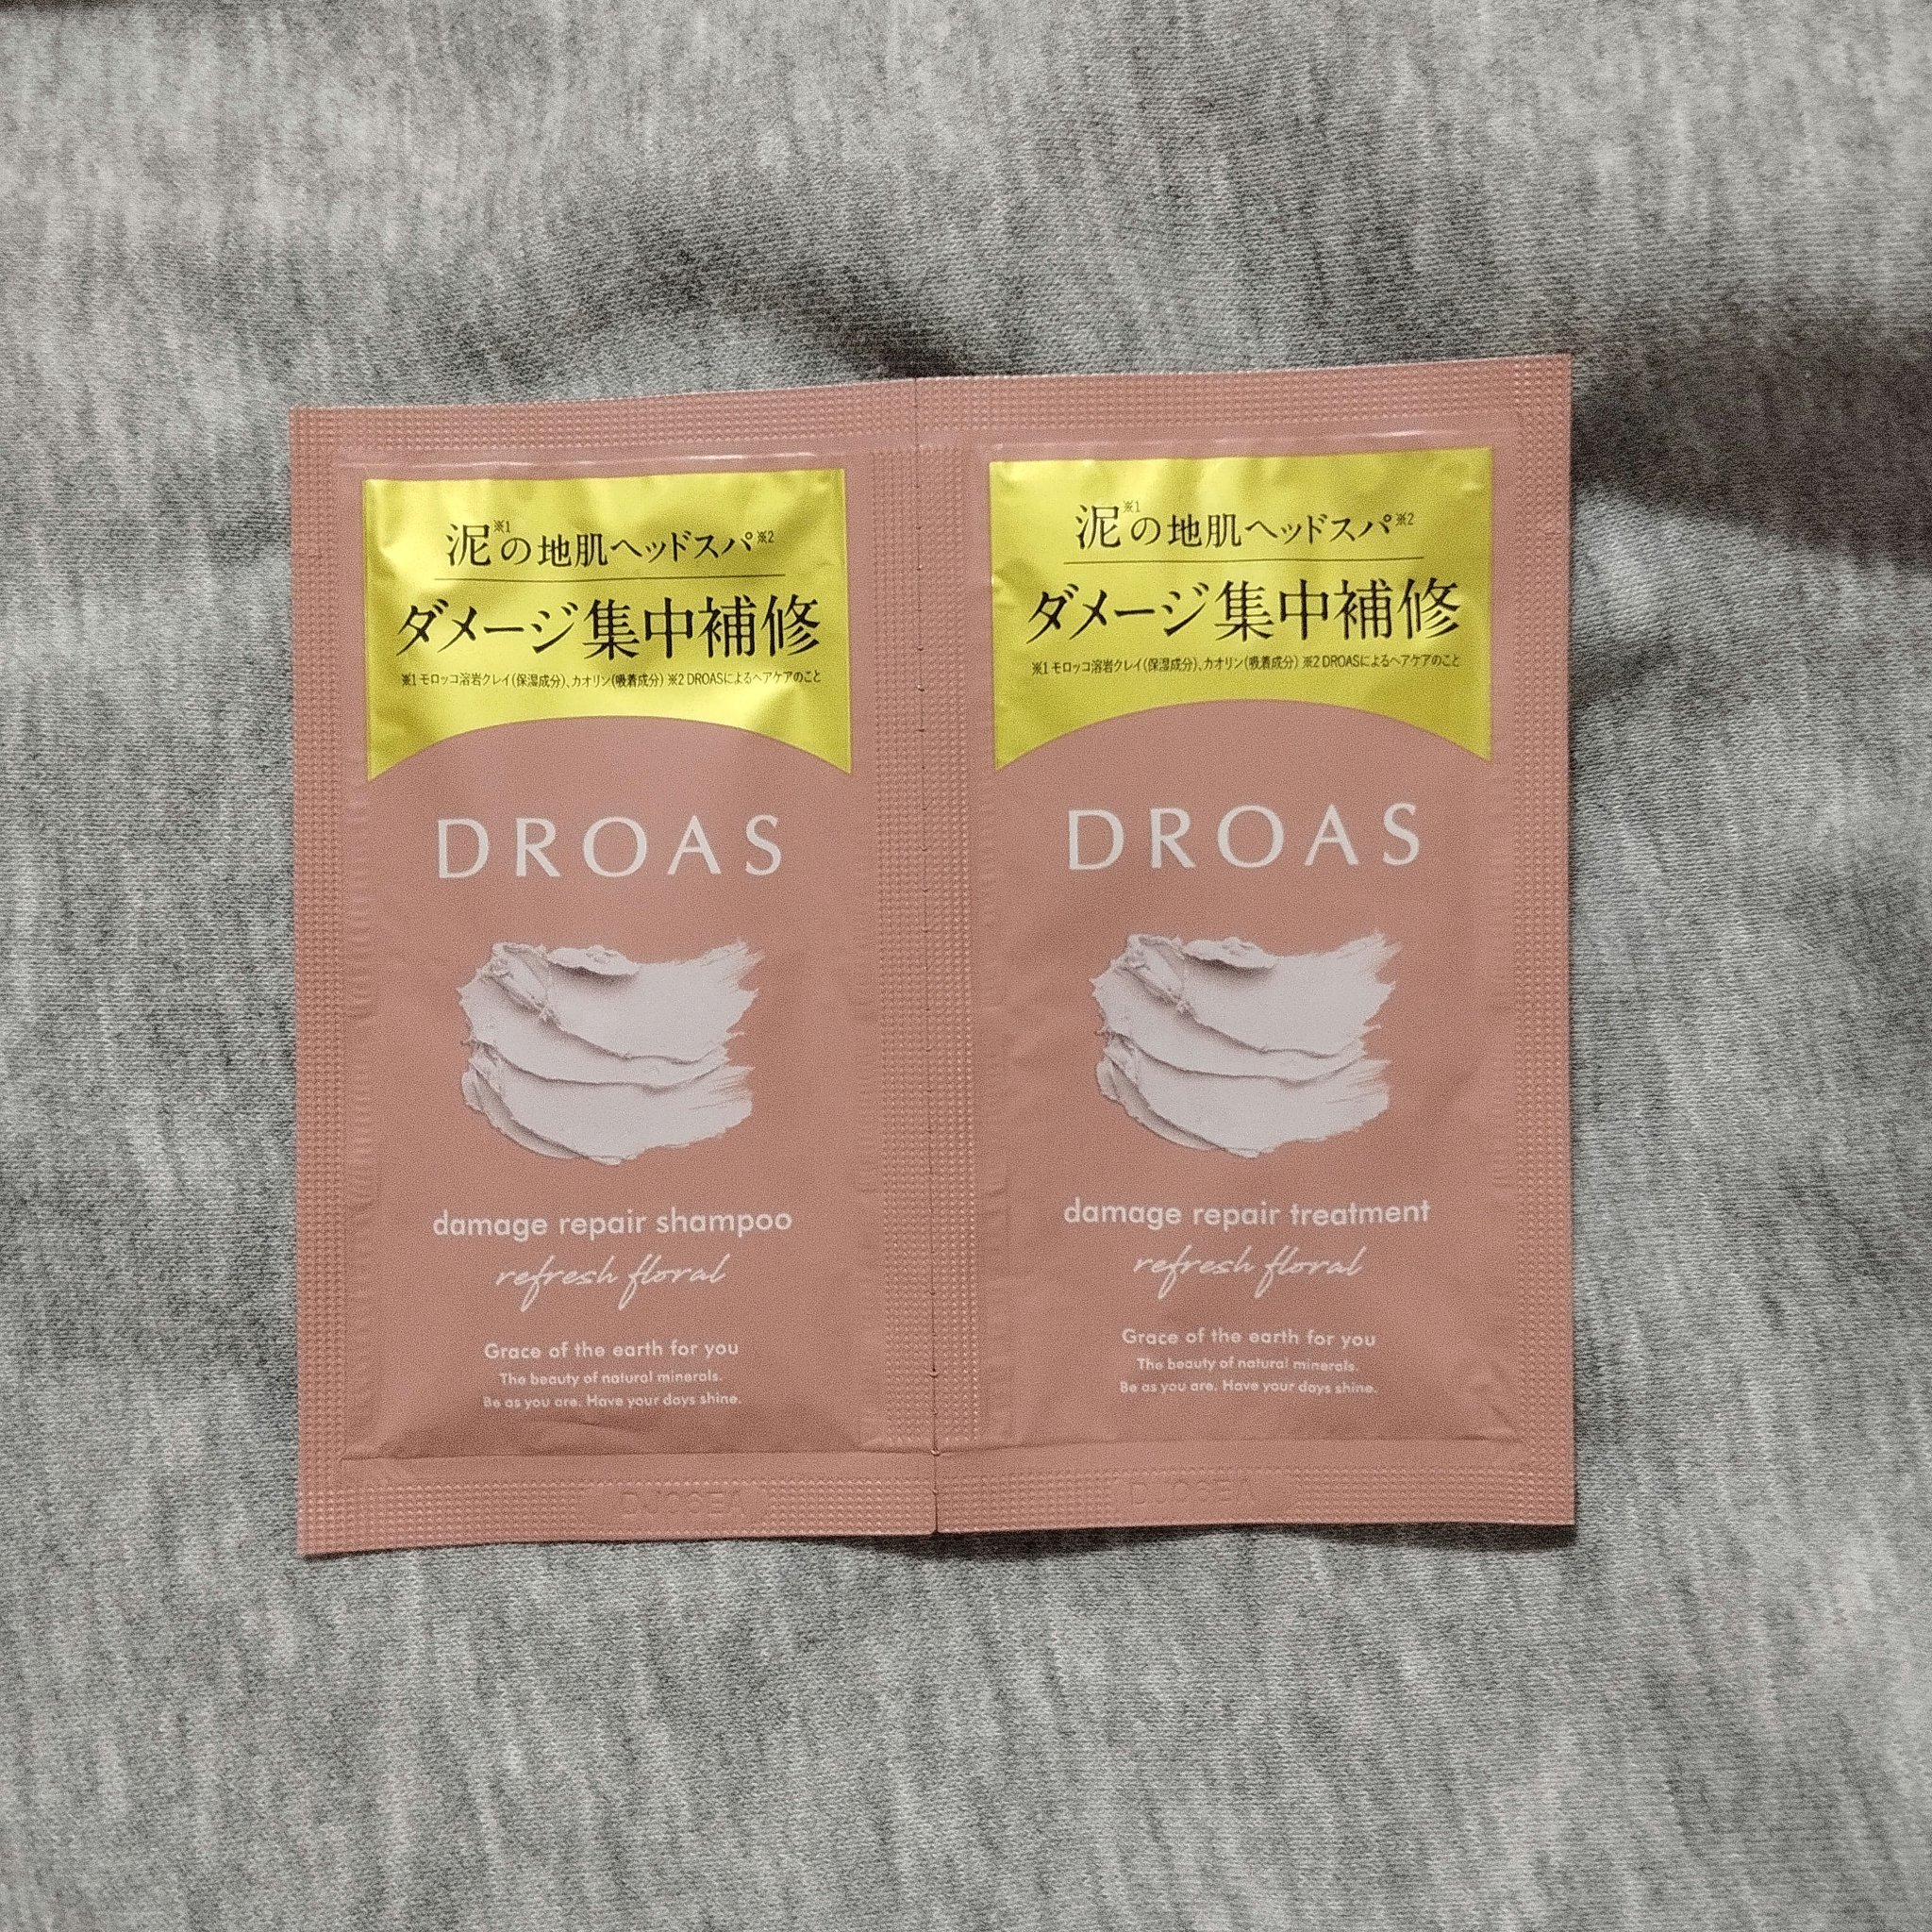 泥※1の地肌ヘッドスパ※2
ダメージ集中補修
※1 モロッコ溶岩クレイ(保湿成分)、カオリン(吸着成分) ※2 DROASによるヘアケアのこと
DROAS
damage repair shampoo
refresh floral
Grace of the earth for you
The beauty of natural minerals.
Be as you are. Have your days shine.
泥※1の地肌ヘッドスパ※2
ダメージ集中補修
※1 モロッコ溶岩クレイ(保湿成分)、カオリン(吸着成分) ※2 DROASによるヘアケアのこと
DROAS
damage repair treatment
refresh floral
Grace of the earth for you
The beauty of natural minerals.
Be as you are. Have your days shine.